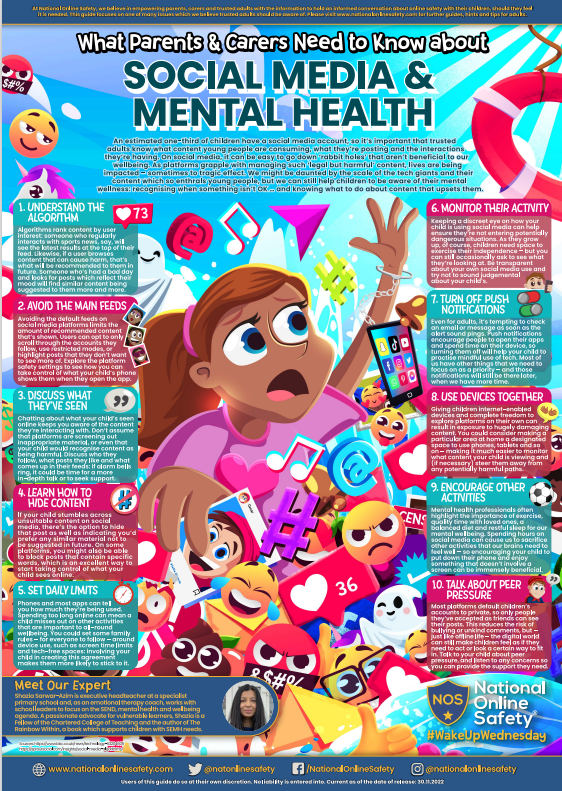 At National Online Safety, we believe in empowering parents, carers and trusted adults with the information to hold an informed conversation about online safety with their children, should they feel
it is needed. This guide focuses on one of many issues which we believe trusted adults should be aware of. Please visit www.nationalonlinesafety.com for further guides, hints and tips for adults.
What Parents & Carers Need to Know about
SOCIAL MEDIA &
MENTAL HEALTH
An estimated one-third of children have a social media account, so it's important that trusted
adults know what content young people are consuming, what they're posting and the interactions
they're having. On social media, it can be easy to go down 'rabbit holes' that aren't beneficial to our
wellbeing. As platforms grapple with managing such 'legal but harmful' content, lives are being
impacted – sometimes to tragic effect. We might be daunted by the scale of the tech giants and their
content which so enthrals young people, but we can still help children to be aware of their mental
wellness: recognising when something isn't OK … and knowing what to do about content that upsets them.
$#%
1. UNDERSTAND THE
ALGORITHM
73
Algorithms rank content by user
interest: someone who regularly
interacts with sports news, say, will
see the latest results at the top of their
feed. Likewise, if a user browses
content that can cause harm, that's
what will be recommended to them in
future. Someone who's had a bad day
and looks for posts which reflect their
mood will find similar content being
suggested to them more and more.
2. AVOID THE MAIN FEEDS
Avoiding the default feeds on
social media platforms limits the
amount of recommended content
that's shown. Users can opt to only
scroll through the accounts they
follow, use restricted modes, or
highlight posts that they don't want
to see more of. Explore the platform
safety settings to see how you can
take control of what your child's phone
shows them when they open the app.
3. DISCUSS WHAT
THEY'VE SEEN
Chatting about what your child's seen
online keeps you aware of the content
they're interacting with. Don't assume
that platforms are screening out
inappropriate material, or even that
your child would recognise content as
being harmful. Discuss who they
follow, what posts they like and what
comes up in their feeds: if alarm bells
ring, it could be time for a more
in-depth talk or to seek support.
4. LEARN HOW TO
HIDE CONTENT
If your child stumbles across
unsuitable content on social
media, there's the option to hide
that post as well as indicating you'd
prefer any similar material not to
be suggested in future. On some
platforms, you might also be able
to block posts that contain specific
words, which is an excellent way to
start taking control of what your
child sees online.
5. SET DAILY LIMITS
Phones and most apps can tell
you how much they're being used.
Spending too long online can mean a
child misses out on other activities
that are important to all-round
wellbeing. You could set some family
rules – for everyone to follow – around
device use, such as screen time limits
and tech-free spaces: involving your
child in creating this agreement
makes them more likely to stick to it.
6. MONITOR THEIR ACTIVITY
Keeping a discreet eye on how your
child is using social media can help
ensure they're not entering potentially
dangerous situations. As they grow
up, of course, children need space to
exercise their independence – but you
can still occasionally ask to see what
they're looking at. Be transparent
about your own social media use and
try not to sound judgemental
about your child's.
7. TURN OFF PUSH
NOTIFICATIONS
Even for adults, it's tempting to check
an email or message as soon as the
alert sound pings. Push notifications
encourage people to open their apps
and spend time on their device, so
turning them off will help your child to
practise mindful use of tech. Most of
us have other things that we need to
focus on as a priority – and those
notifications will still be there later,
when we have more time.
8. USE DEVICES TOGETHER
Giving children internet-enabled
devices and complete freedom to
explore platforms on their own can
result in exposure to hugely damaging
content. You could consider making a
particular area at home a designated
space to use phones, tablets and so
on – making it much easier to monitor
what content your child is viewing and
(if necessary) steer them away from
any potentially harmful paths.
9. ENCOURAGE OTHER
ACTIVITIES
Mental health professionals often
highlight the importance of exercise,
quality time with loved ones, a
balanced diet and restful sleep for our
mental wellbeing. Spending hours on
social media can cause us to sacrifice
other activities that our brains need to
feel well – so encouraging your child to
put down their phone and enjoy
something that doesn't involve a
screen can be immensely beneficial.
10. TALK ABOUT PEER
PRESSURE
Most platforms default children's
accounts to private, so only people
they've accepted as friends can see
their posts. This reduces the risk of
bullying or unkind comments, but –
just like offline life – the digital world
can still make children feel as if they
need to act or look a certain way to fit
in. Talk to your child about peer
pressure, and listen to any concerns so
you can provide the support they need.
CENS
36
&$#%
Meet Our Expert
Shazia Sarwar-Azim is executive headteacher at a specialist
primary school and, as an emotional therapy coach, works with
school leaders to focus on the SEND, mental health and wellbeing
agenda. A passionate advocate for vulnerable learners, Shazia is a
Fellow of the Chartered College of Teaching and the author of The
Rainbow Within, a book which supports children with SEMH needs.
NOS
National
Online
Safety®
#WakeUpWednesday
www.nationalonlinesafety.com
@natonlinesafety
/NationalOnlineSafety
@nationalonlinesafety
Users of this guide do so at their own discretion. No liability is entered into. Current as of the date of release: 30.11.2022